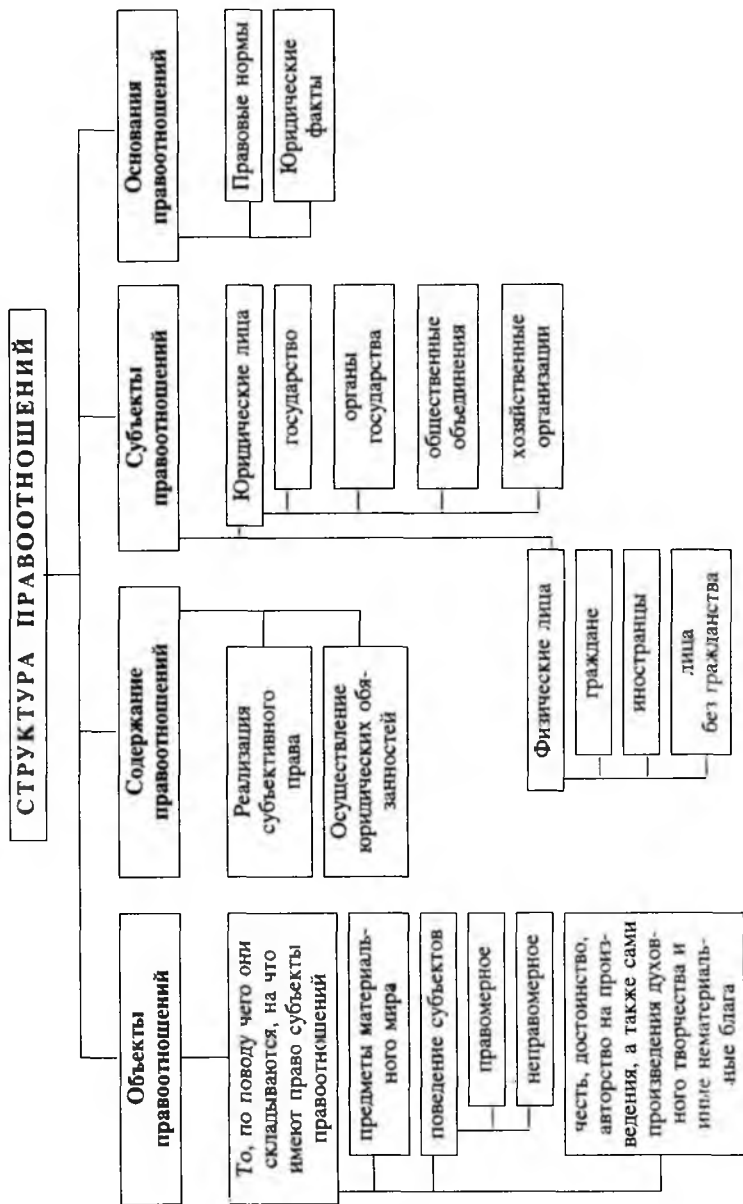 СТРУКТУРА ПРАВООТНОШЕНИЙ
Объекты
правоотношений
То, по поводу чего они
складываются, на что
имеют право субъекты
правоотношений
предметы материаль-
ного мира
поведение субъектов
правомерное
неправомерное
честь, достоинство,
авторство на произ-
ведения, а также сами
произведения духов-
ного творчества и
иные нематериаль-
ные блага
Содержание
правоотношений
Реализация
субъективного
права
Осуществление
юридических обя-
занностей
Субъекты
правоотношений
Юридические лица
государство
органы
государства
общественные
объединения
хозяйственные
организации
Физические лица
граждане
иностранцы
лица
без гражданства
Основания
правоотношений
Правовые нормы
Юридические
факты